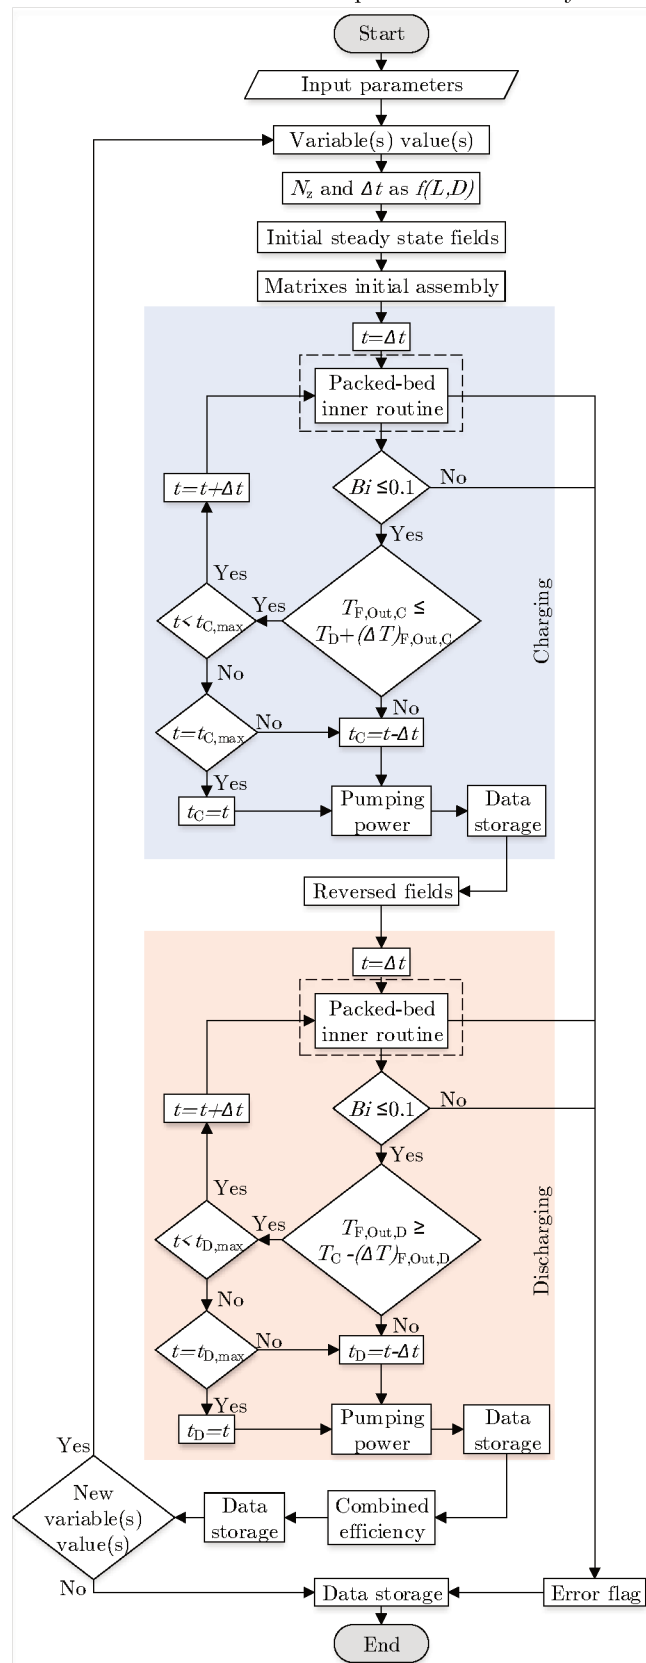 Start
Input parameters
Variable(s) value(s)
N_z and Δt as f(L,D)
Initial steady state fields
Matrixes initial assembly
t=Δt
Packed-bed
inner routine
t=t+Δt
Bi ≤0.1
No
Yes
Yes
Yes
T_F,Out,C ≤
T_D+(ΔT)_F,Out,C
t< t_C,max
Charging
No
No
t=t_C,max
No
t_C=t-Δt
Yes
t_C=t
Pumping
power
Data
storage
Reversed fields
t=Δt
Packed-bed
inner routine
t=t+Δt
Bi ≤0.1
No
Yes
Yes
Yes
T_F,Out,D ≥
T_C -(ΔT)_F,Out,D
t< t_D,max
Discharging
No
No
t=t_D,max
No
t_D=t-Δt
Yes
t_D=t
Pumping
power
Data
storage
Yes
New
variable(s)
value(s)
Data
storage
Combined
efficiency
No
Data storage
Error flag
End